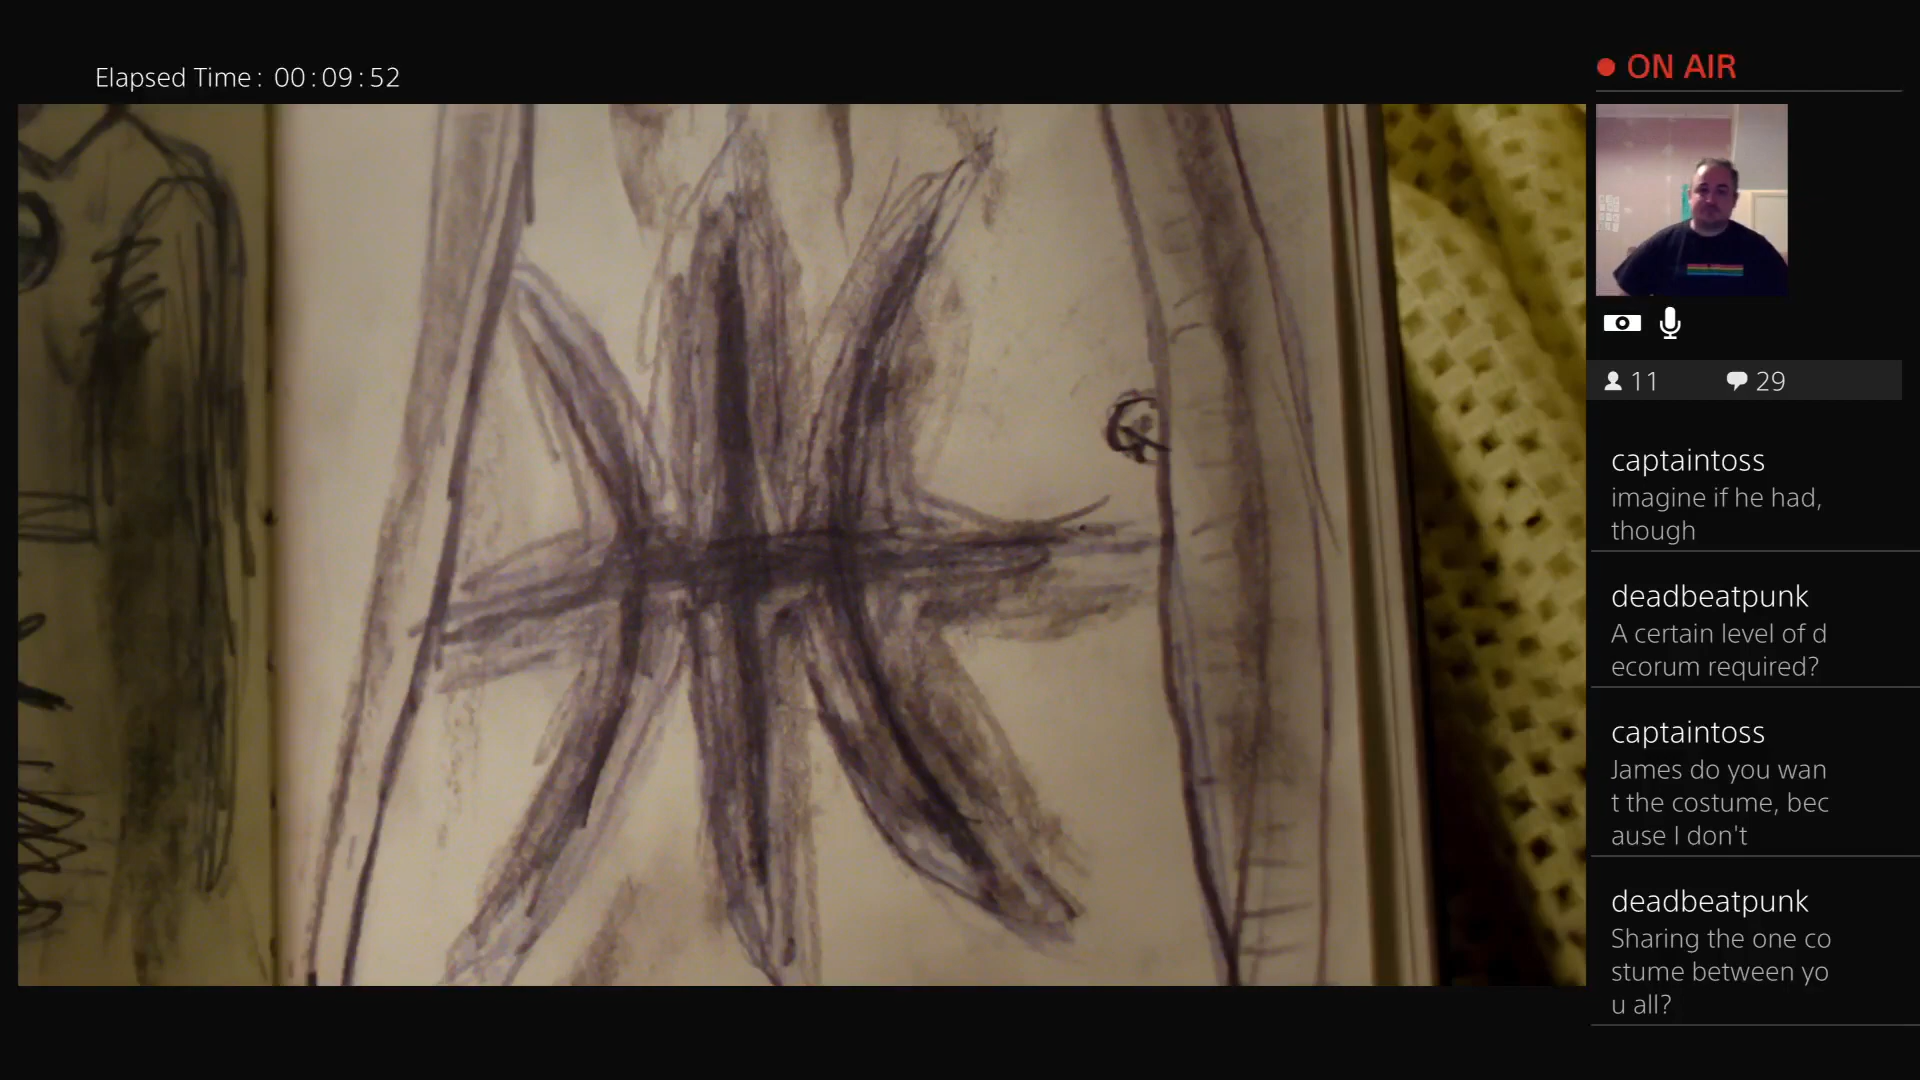 Elapsed Time: 00:09:52
ON AIR
11
29
captaintoss
imagine if he had,
though
deadbeatpunk
A certain level of d
ecorum required?
captaintoss
James do you wan
t the costume, bec
ause I don't
deadbeatpunk
Sharing the one co
stume between yo
u all?